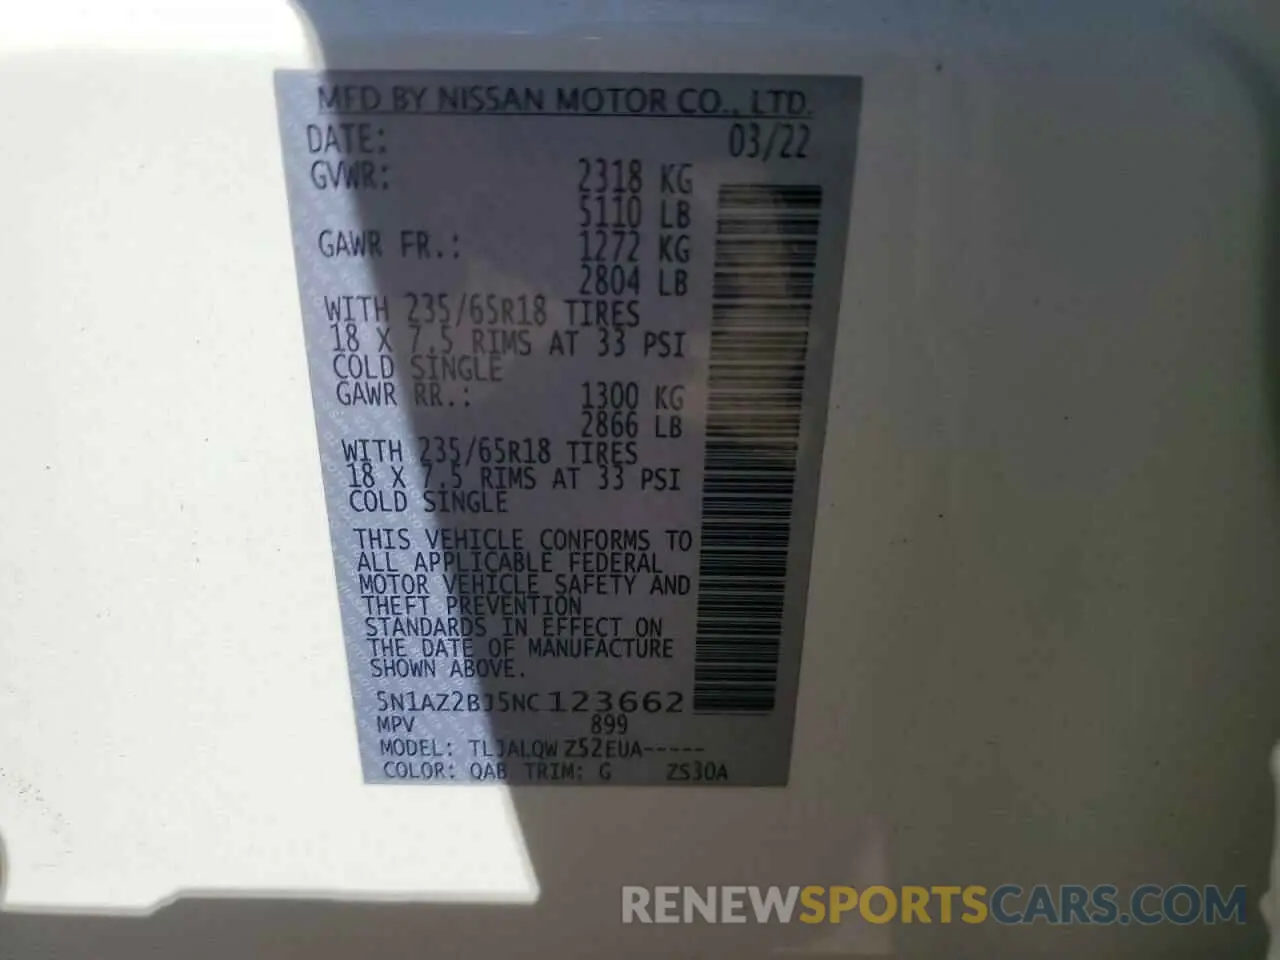 MFD BY NISSAN MOTOR CO., LTD.
DATE: 03/22
GVWR: 2318 KG
5110 LB
GAWR FR.: 1272 KG
2804 LB
WITH 235/65R18 TIRES
18 X 7.5 RIMS AT 33 PSI
COLD SINGLE
GAWR RR.: 1300 KG
2866 LB
WITH 235/65R18 TIRES
18 X 7.5 RIMS AT 33 PSI
COLD SINGLE
THIS VEHICLE CONFORMS TO
ALL APPLICABLE FEDERAL
MOTOR VEHICLE SAFETY AND
THEFT PREVENTION
STANDARDS IN EFFECT ON
THE DATE OF MANUFACTURE
SHOWN ABOVE.
5N1AZ2BJ5NC123662
MPV 899
MODEL: TLJALQWZ52EUA-----
COLOR: QAB TRIM: G ZS30A
RENEWSPORTSCARS.COM